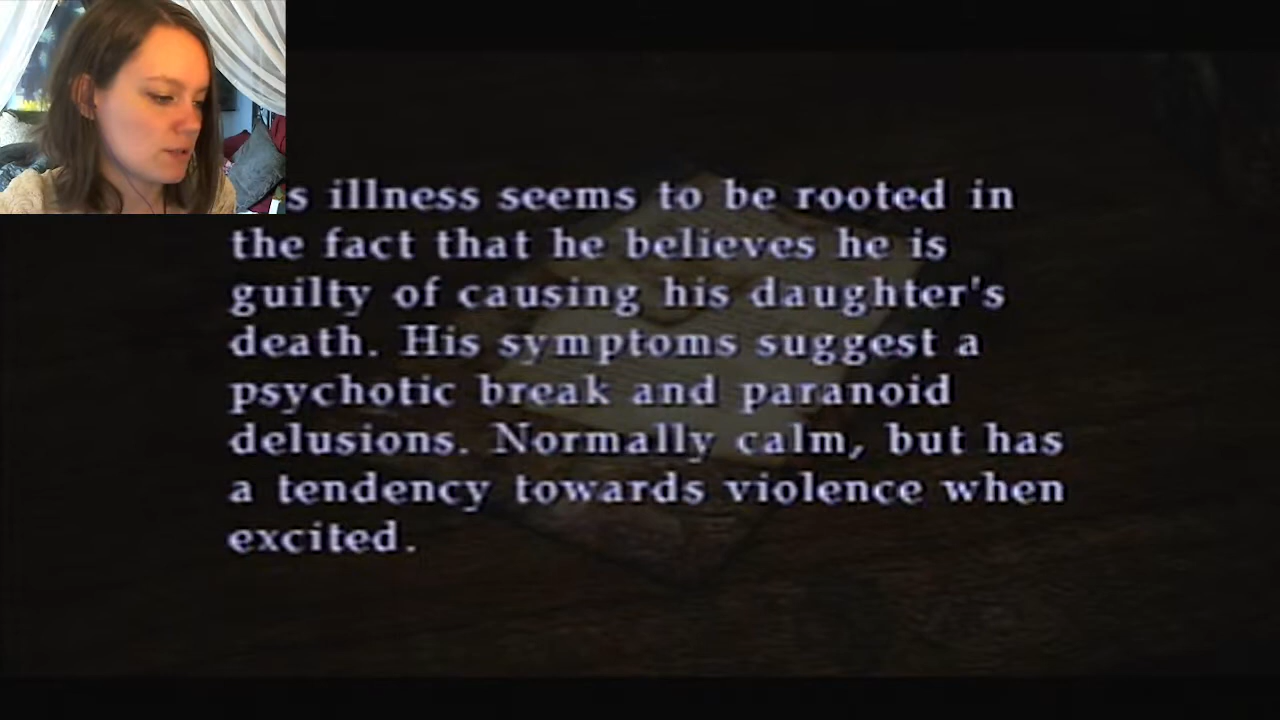 s illness seems to be rooted in
the fact that he believes he is
guilty of causing his daughter's
death. His symptoms suggest a
psychotic break and paranoid
delusions. Normally calm, but has
a tendency towards violence when
excited.